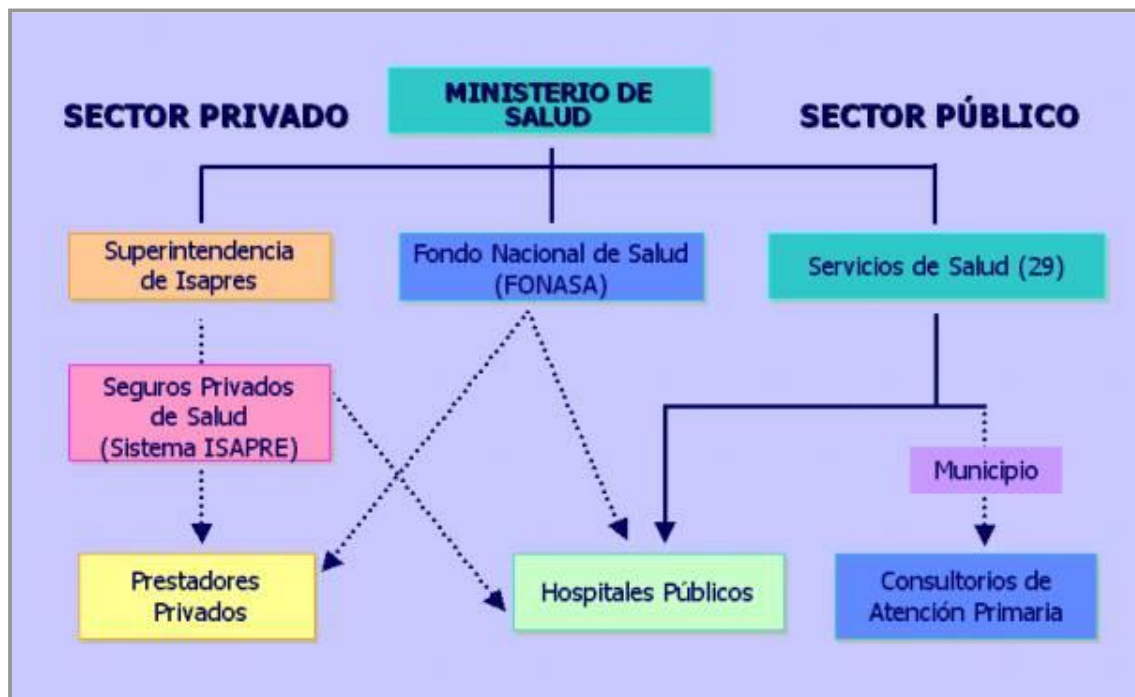 MINISTERIO DE
SALUD
SECTOR PRIVADO
SECTOR PÚBLICO
Superintendencia
de Isapres
Fondo Nacional de Salud
(FONASA)
Servicios de Salud (29)
Seguros Privados
de Salud
(Sistema ISAPRE)
Municipio
Prestadores
Privados
Hospitales Públicos
Consultorios de
Atención Primaria